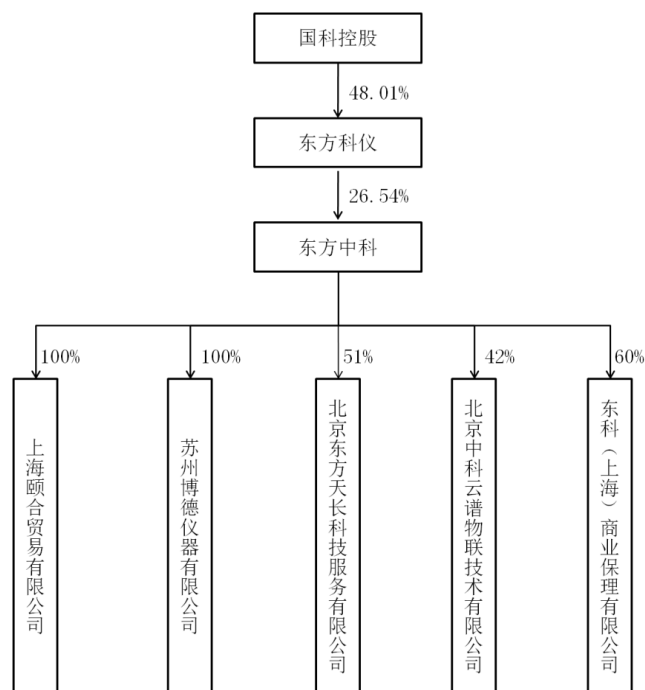 国科控股
48.01%
东方科仪
26.54%
东方中科
100%
100%
51%
42%
60%
上海颐合贸易有限公司
苏州博德仪器有限公司
北京东方天长科技服务有限公司
北京中科云谱物联技术有限公司
东科（上海）商业保理有限公司